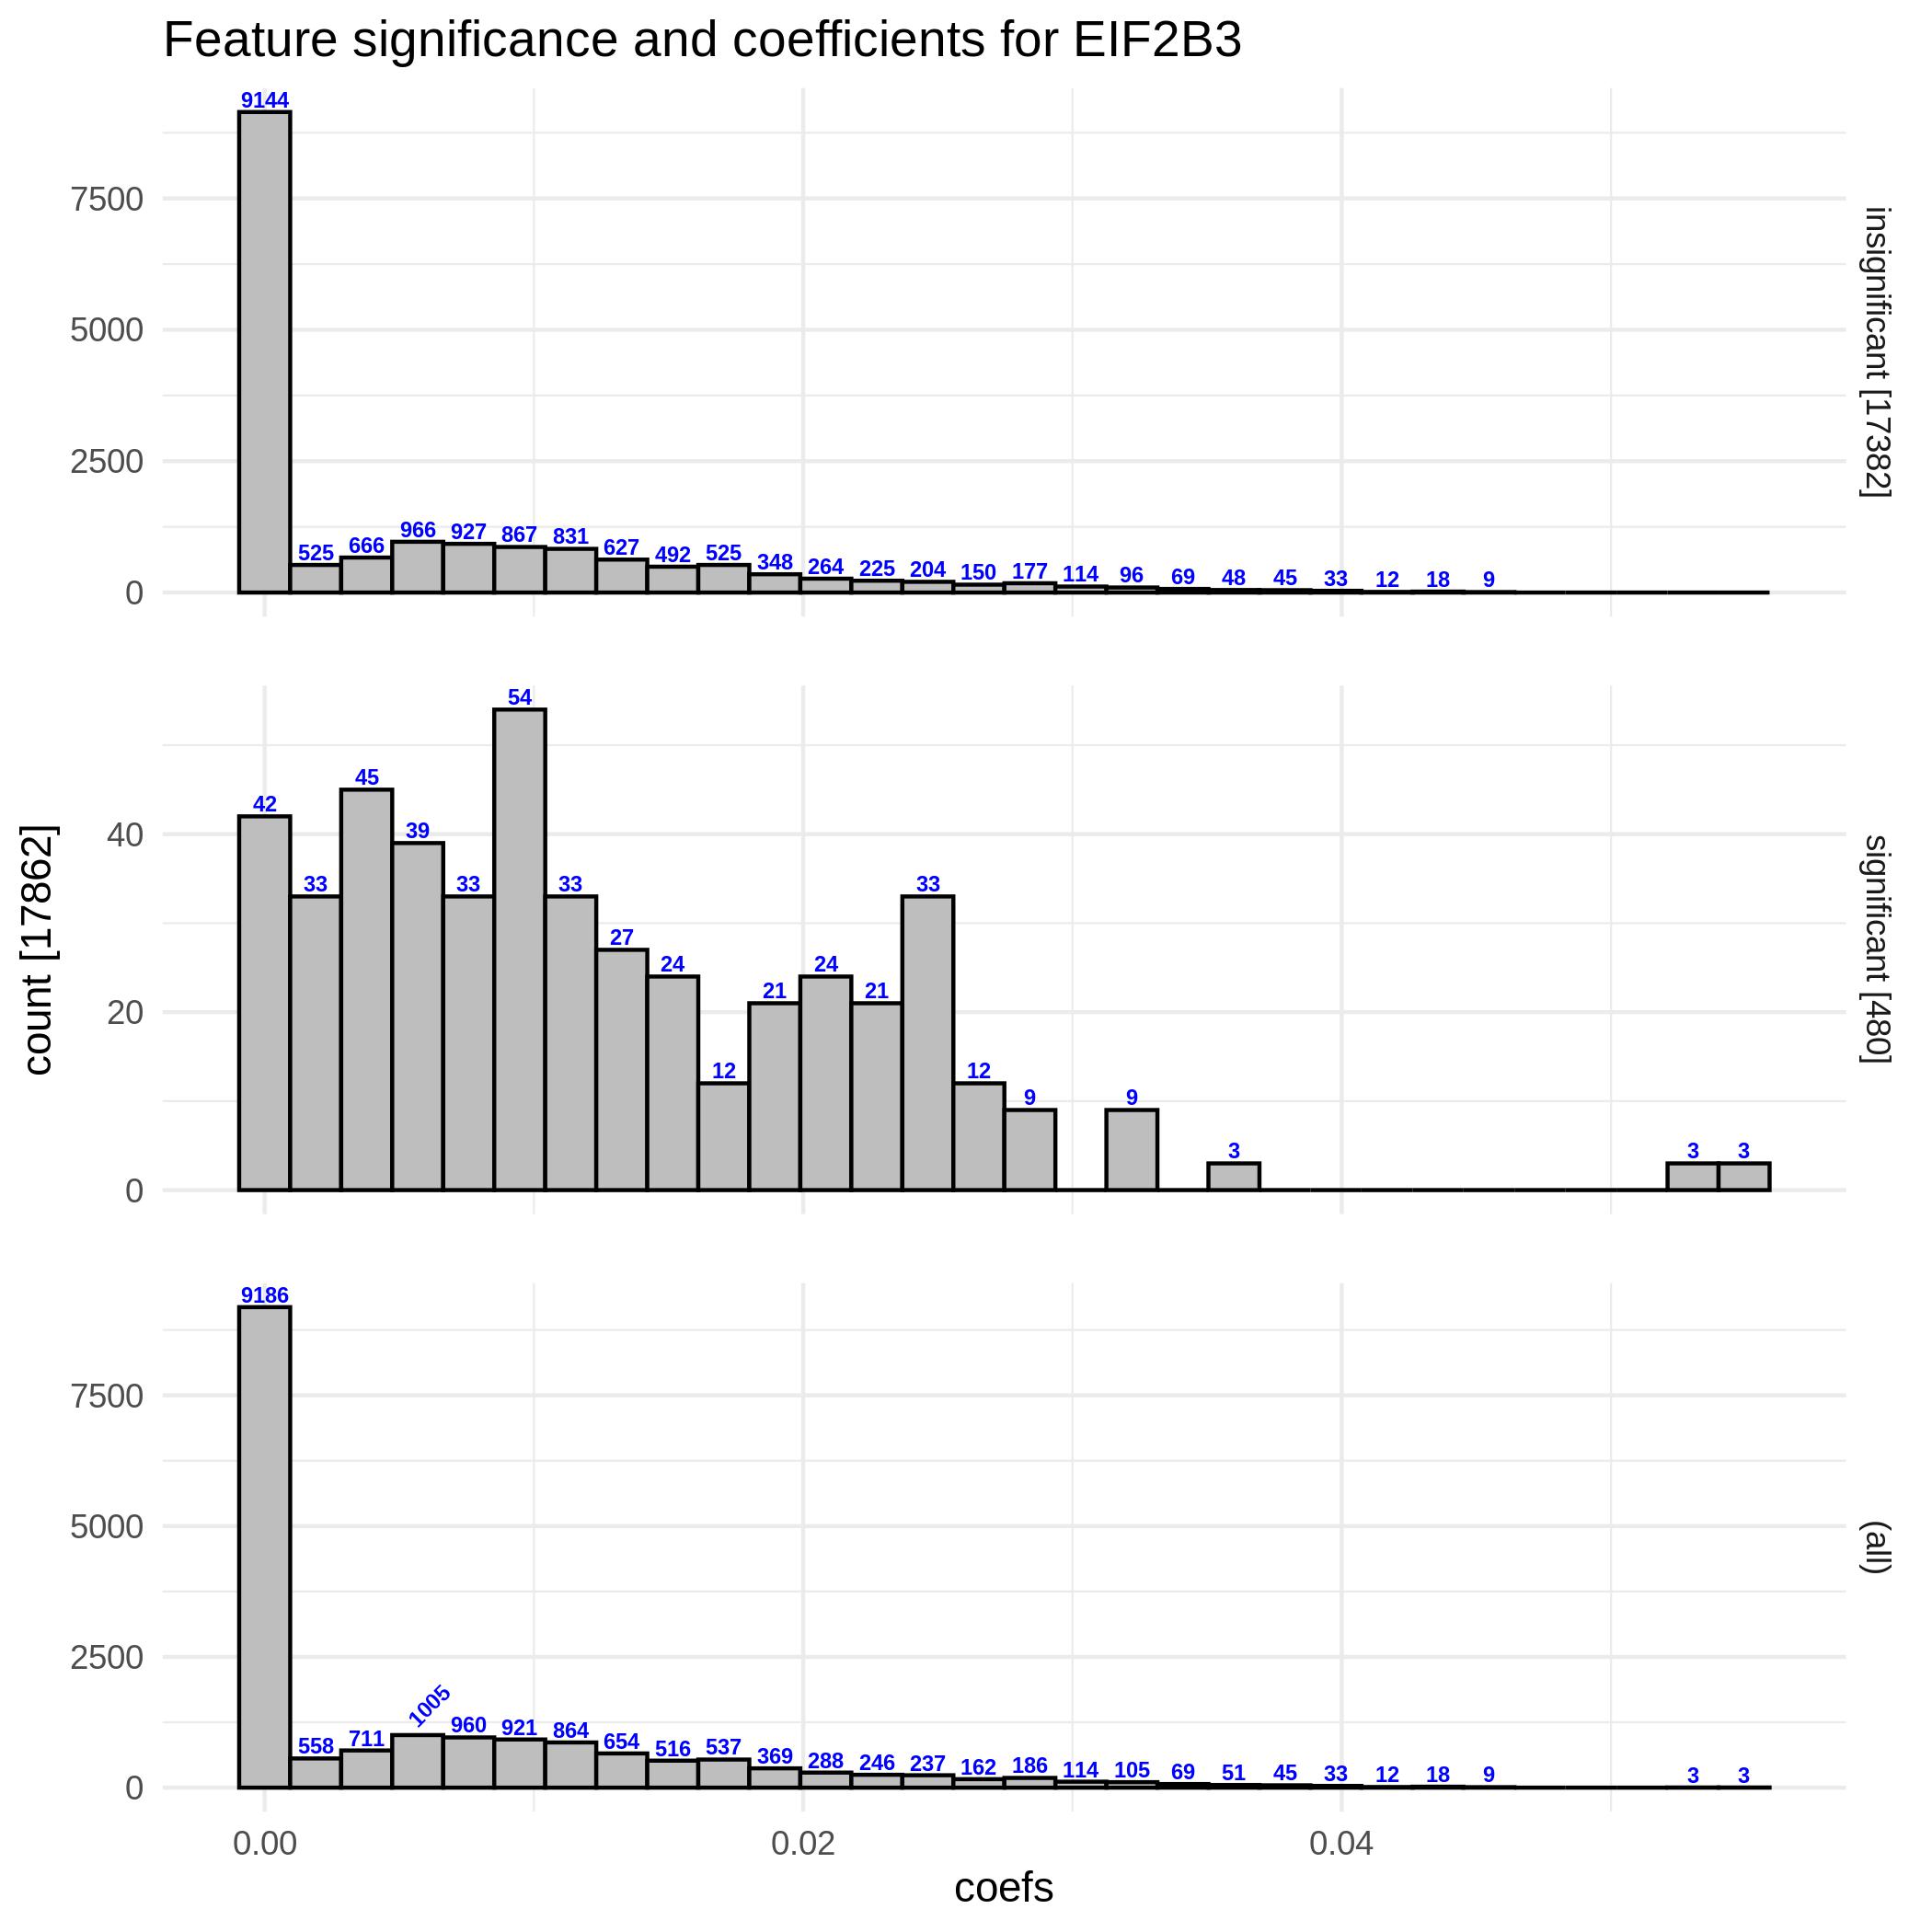 Feature significance and coefficients for EIF2B3
9144
7500
5000
2500
0
525 666 966 927 867 831 627 492 525 348 264 225 204 150 177 114 96 69 48 45 33 12 18 9
insignificant [17382]
count [17862]
40
20
0
42 33 45 39 33 54 33 27 24 12 21 24 21 33 12 9 9 3 3 3
significant [480]
9186
7500
5000
2500
0
558 711 1005 960 921 864 654 516 537 369 288 246 237 162 186 114 105 69 51 45 33 12 18 9 3 3
(all)
0.00 0.02 0.04
coefs